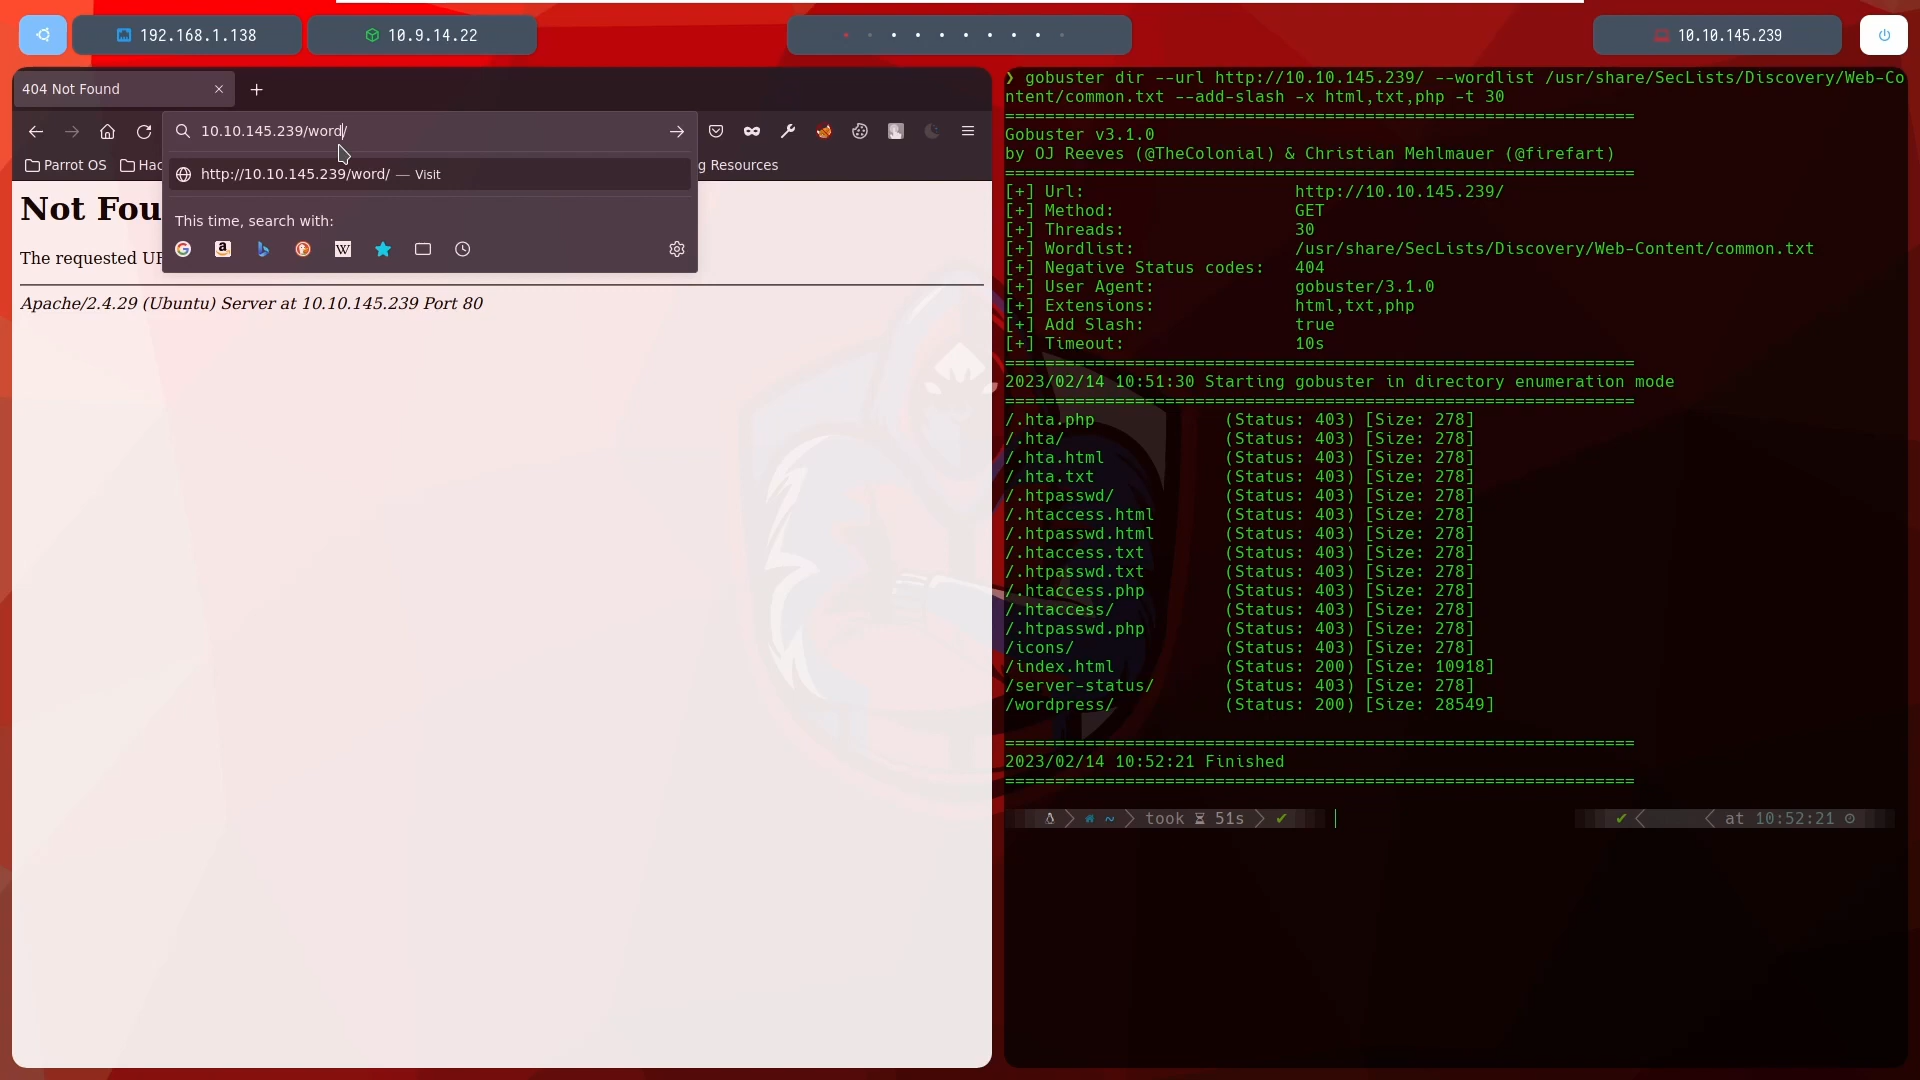 192.168.1.138
10.9.14.22
10.10.145.239
404 Not Found
10.10.145.239/word/
Parrot OS
Hac
g Resources
http://10.10.145.239/word/ — Visit
This time, search with:
Not Fou
The requested UR
Apache/2.4.29 (Ubuntu) Server at 10.10.145.239 Port 80
❯ gobuster dir --url http://10.10.145.239/ --wordlist /usr/share/SecLists/Discovery/Web-Co
ntent/common.txt --add-slash -x html,txt,php -t 30
===============================================================
Gobuster v3.1.0
by OJ Reeves (@TheColonial) & Christian Mehlmauer (@firefart)
===============================================================
[+] Url: http://10.10.145.239/
[+] Method: GET
[+] Threads: 30
[+] Wordlist: /usr/share/SecLists/Discovery/Web-Content/common.txt
[+] Negative Status codes: 404
[+] User Agent: gobuster/3.1.0
[+] Extensions: html,txt,php
[+] Add Slash: true
[+] Timeout: 10s
===============================================================
2023/02/14 10:51:30 Starting gobuster in directory enumeration mode
===============================================================
/.hta.php (Status: 403) [Size: 278]
/.hta/ (Status: 403) [Size: 278]
/.hta.html (Status: 403) [Size: 278]
/.hta.txt (Status: 403) [Size: 278]
/.htpasswd/ (Status: 403) [Size: 278]
/.htaccess.html (Status: 403) [Size: 278]
/.htpasswd.html (Status: 403) [Size: 278]
/.htaccess.txt (Status: 403) [Size: 278]
/.htpasswd.txt (Status: 403) [Size: 278]
/.htaccess.php (Status: 403) [Size: 278]
/.htaccess/ (Status: 403) [Size: 278]
/.htpasswd.php (Status: 403) [Size: 278]
/icons/ (Status: 403) [Size: 278]
/index.html (Status: 200) [Size: 10918]
/server-status/ (Status: 403) [Size: 278]
/wordpress/ (Status: 200) [Size: 28549]
===============================================================
2023/02/14 10:52:21 Finished
===============================================================
~ took 51s ✔ ✔ at 10:52:21